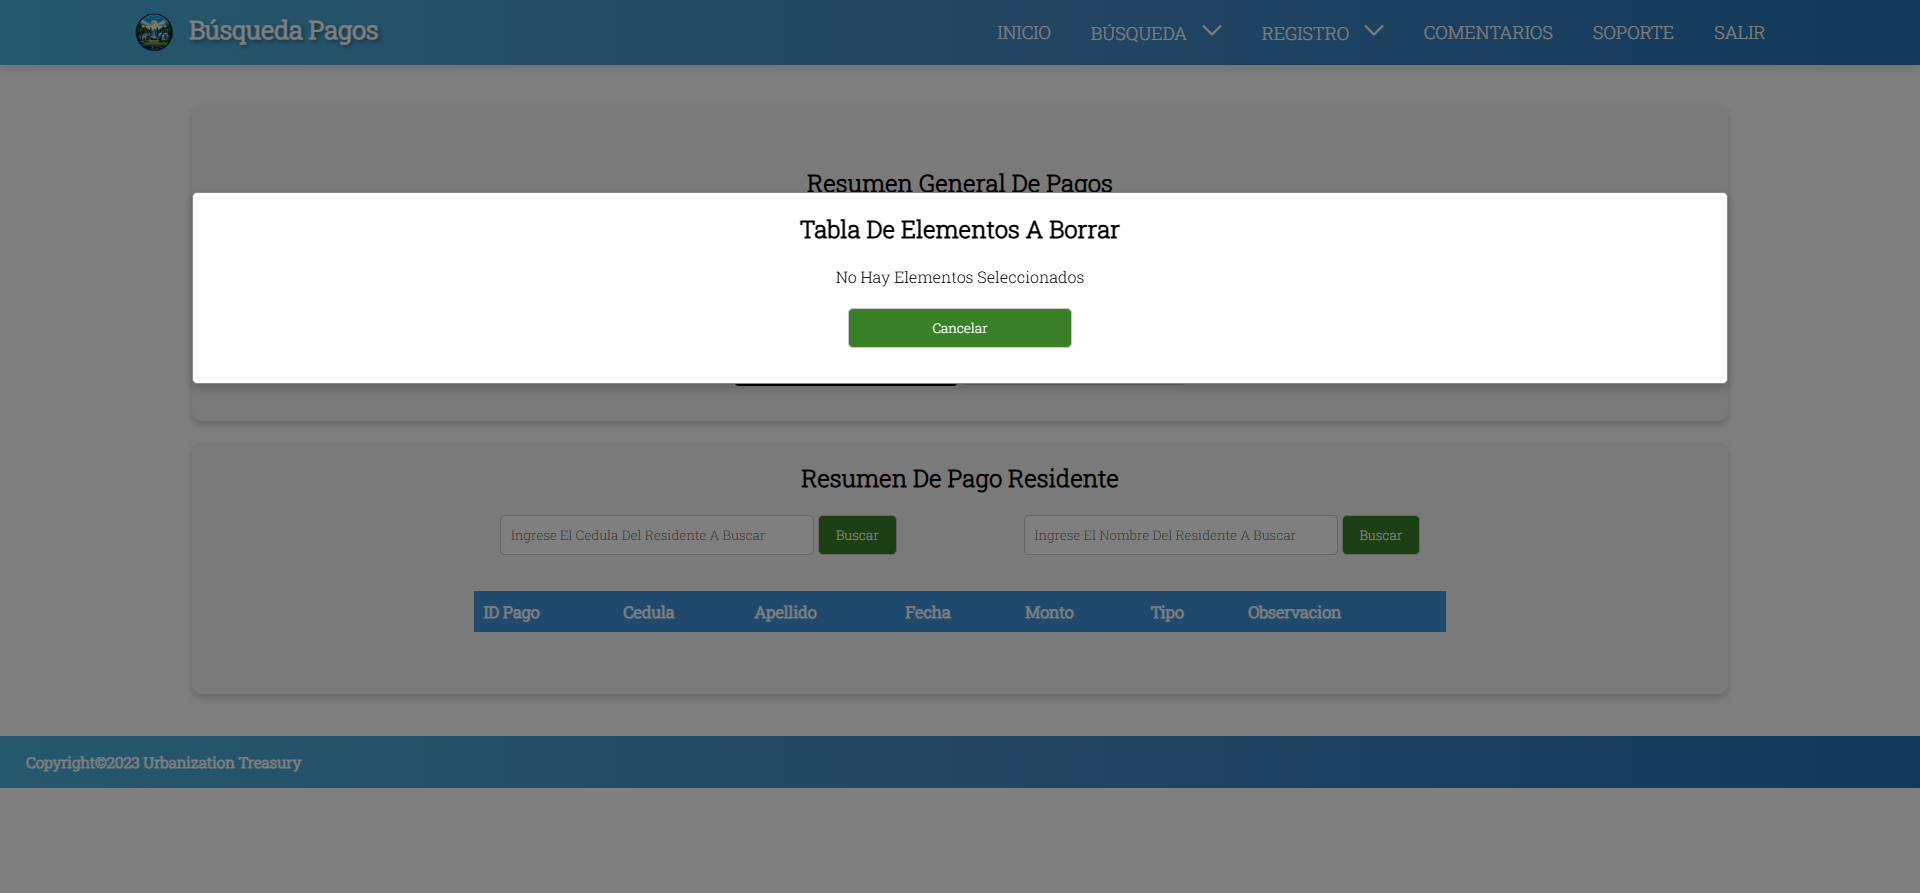 Búsqueda Pagos
INICIO BÚSQUEDA REGISTRO COMENTARIOS SOPORTE SALIR
Resumen General De Pagos
Tabla De Elementos A Borrar
No Hay Elementos Seleccionados
Cancelar
Resumen De Pago Residente
Ingrese El Cedula Del Residente A Buscar Buscar Ingrese El Nombre Del Residente A Buscar Buscar
ID Pago Cedula Apellido Fecha Monto Tipo Observacion
Copyright©2023 Urbanization Treasury